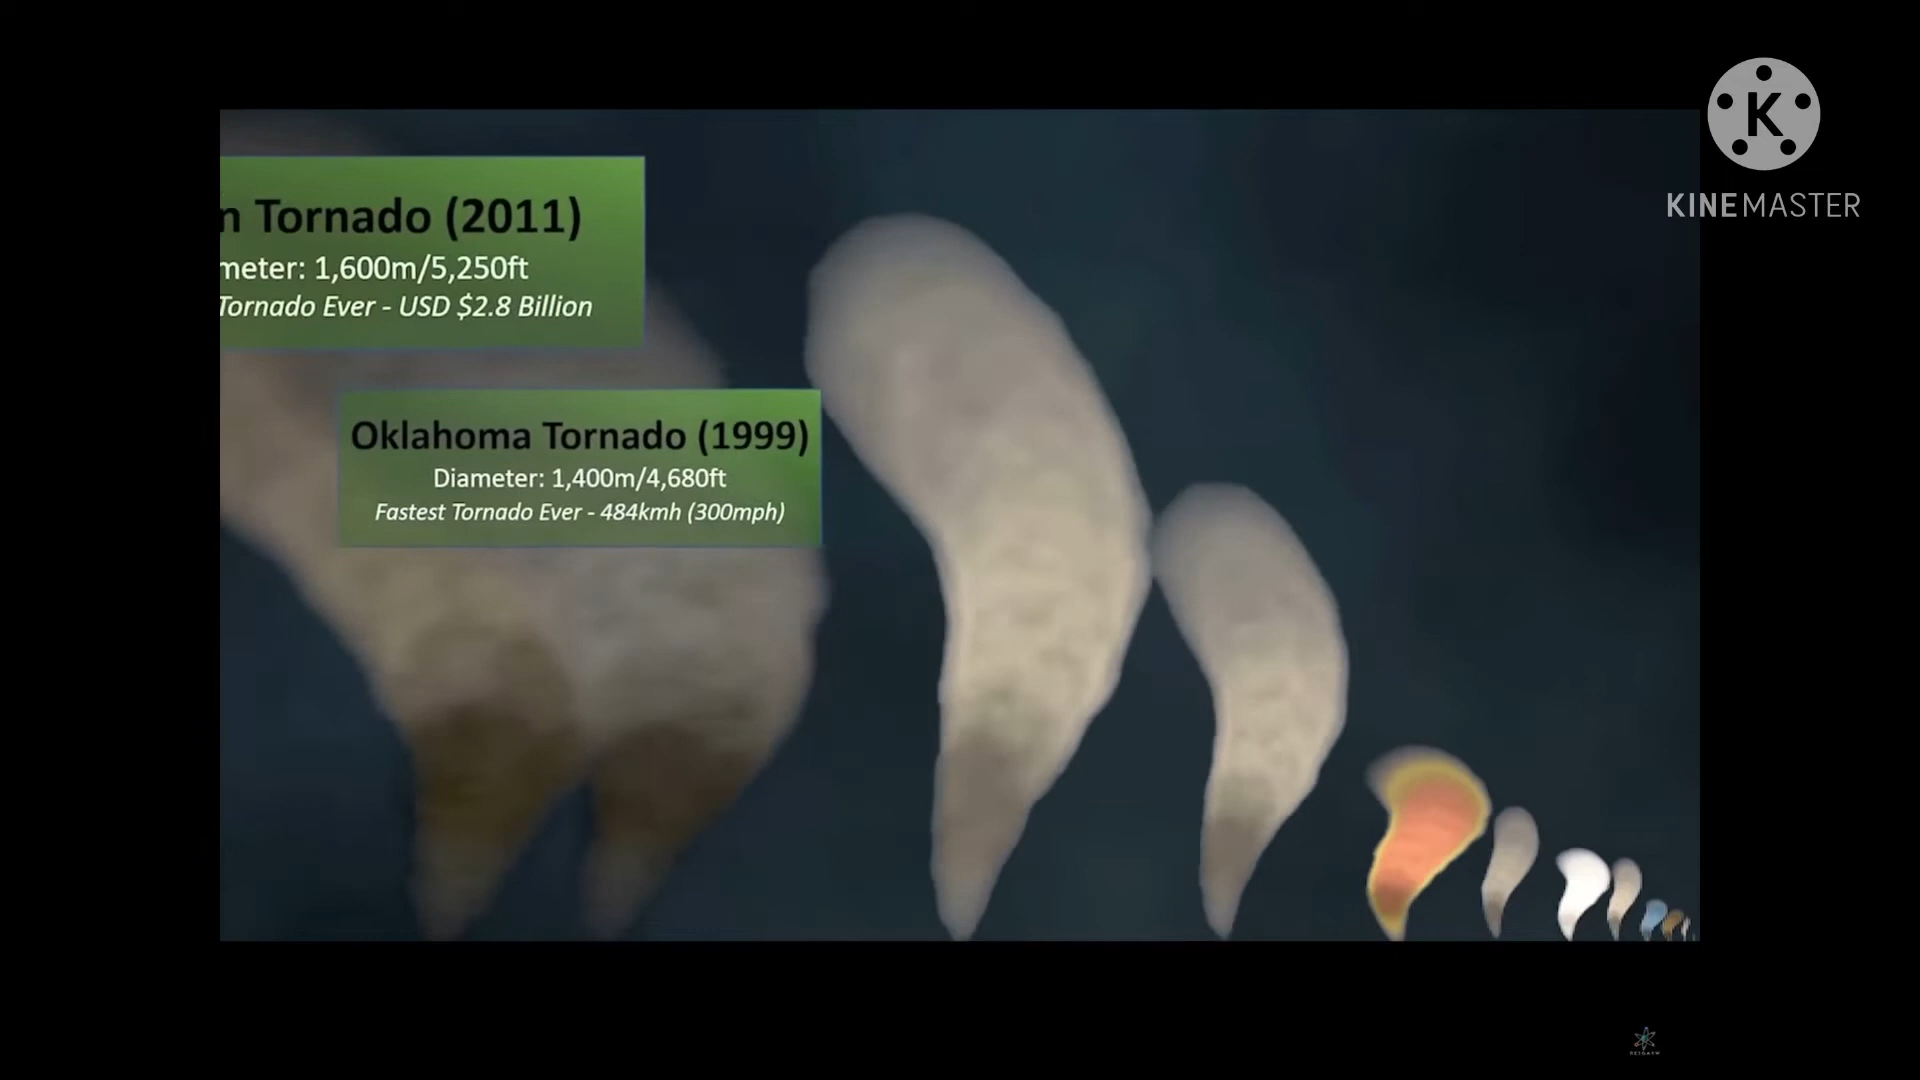 n Tornado (2011)
meter: 1,600m/5,250ft
Tornado Ever - USD $2.8 Billion
Oklahoma Tornado (1999)
Diameter: 1,400m/4,680ft
Fastest Tornado Ever - 484kmh (300mph)
K
KINEMASTER